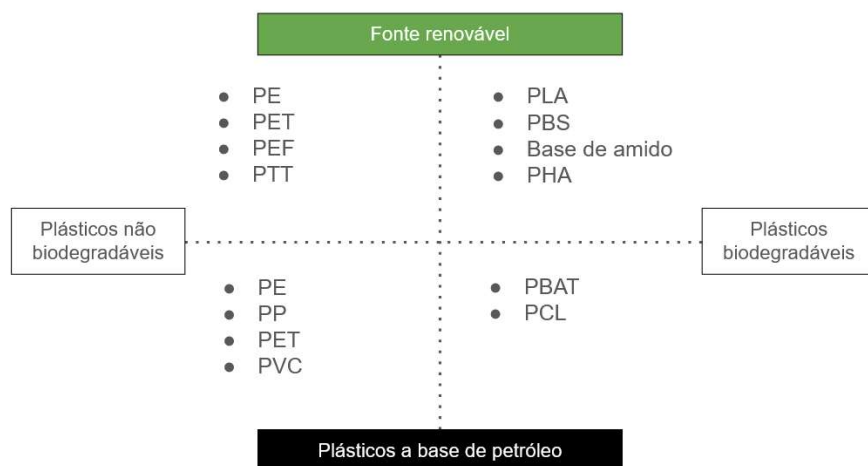 Fonte renovável
PE
PET
PEF
PTT
PLA
PBS
Base de amido
PHA
Plásticos não
biodegradáveis
Plásticos
biodegradáveis
PE
PP
PET
PVC
PBAT
PCL
Plásticos a base de petróleo